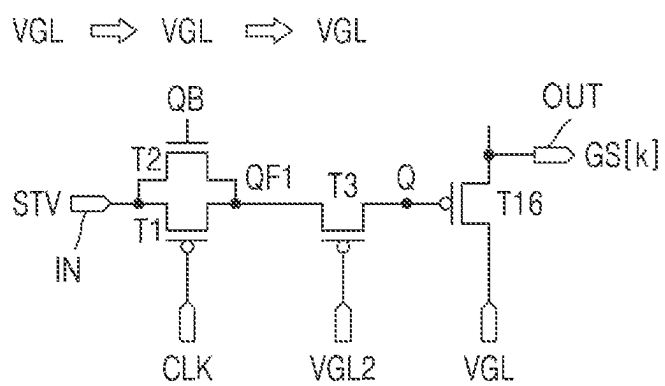 VGL ⇨ VGL ⇨ VGL
OUT
QB
GS[k]
T2
QF1
T3
Q
STV
T1
T16
IN
CLK
VGL2
VGL